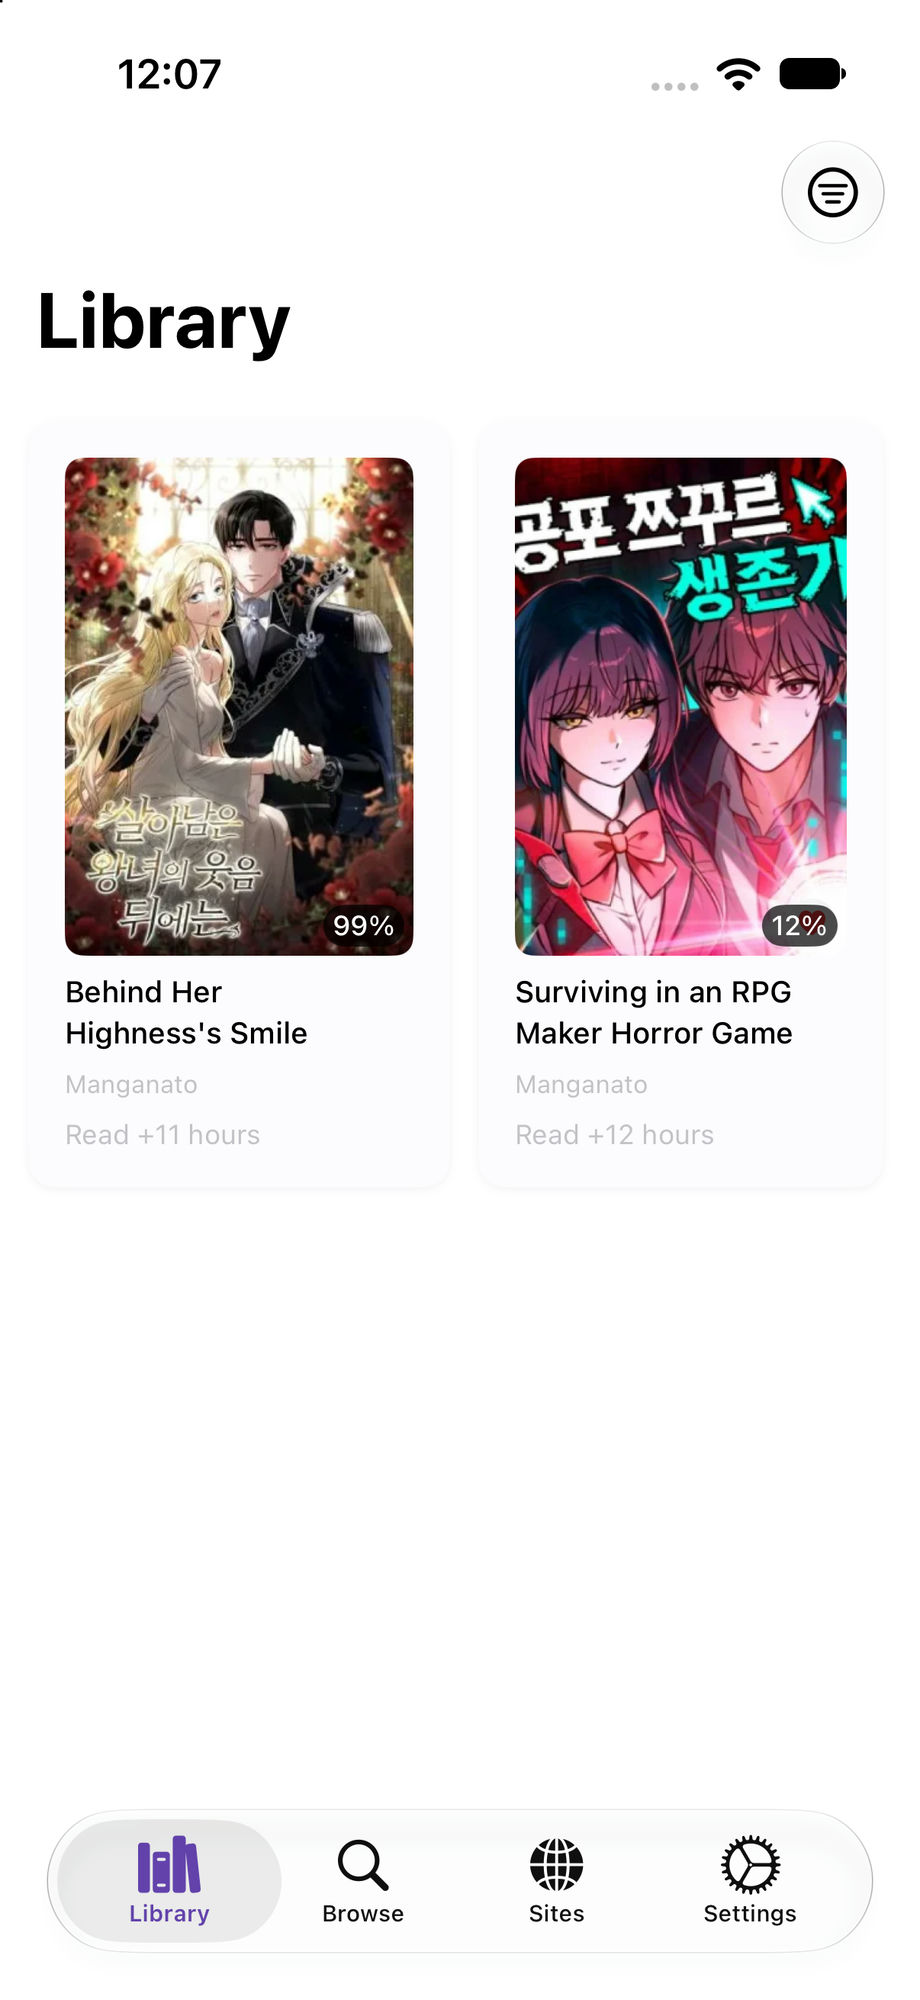 12:07
Library
살아남은
왕녀의 웃음
뒤에는
99%
공포 쯔꾸르
생존기
12%
Behind Her
Highness's Smile
Manganato
Read +11 hours
Surviving in an RPG
Maker Horror Game
Manganato
Read +12 hours
Library
Browse
Sites
Settings